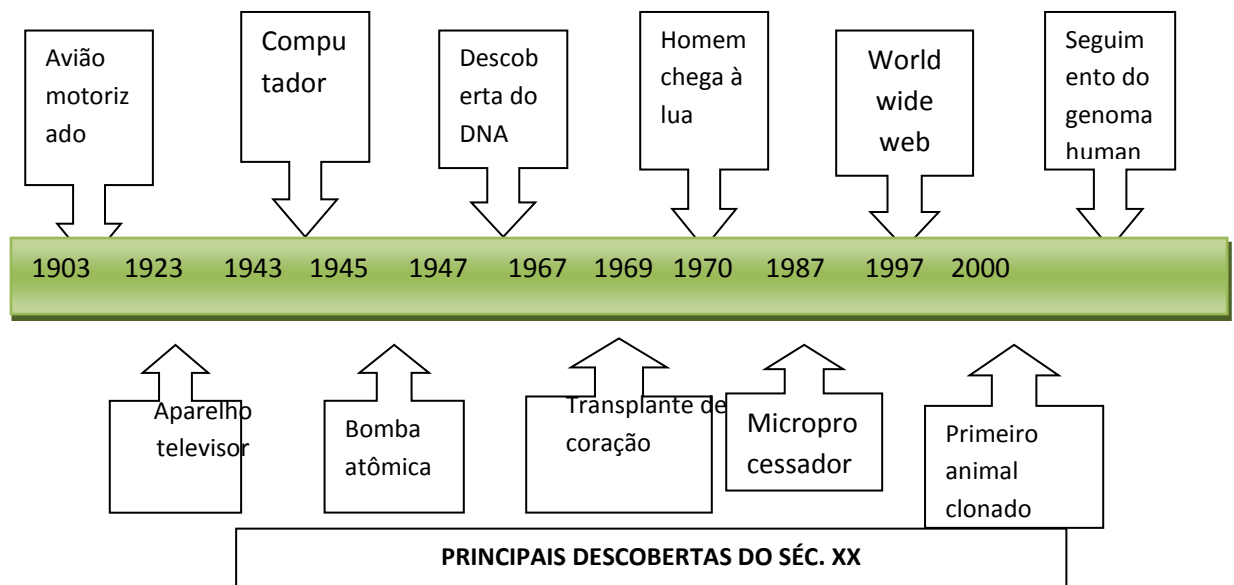 Avião
motoriz
ado
Compu
tador
Descob
erta do
DNA
Homem
chega à
lua
World
wide
web
Seguim
ento do
genoma
human
1903 1923 1943 1945 1947 1967 1969 1970 1987 1997 2000
Aparelho
televisor
Bomba
atômica
Transplante de
coração
Micropro
cessador
Primeiro
animal
clonado
PRINCIPAIS DESCOBERTAS DO SÉC. XX